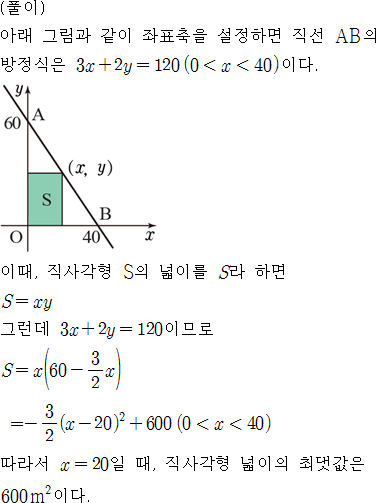 (풀이)
아래 그림과 같이 좌표축을 설정하면 직선 AB의
방정식은 3x+2y=120 (0<x<40)이다.
y
A
60
(x, y)
S
B
O
40
x
이때, 직사각형 S의 넓이를 S라 하면
S=xy
그런데 3x+2y=120이므로
S=x(60-3/2x)
=-3/2(x-20)²+600 (0<x<40)
따라서 x=20일 때, 직사각형 넓이의 최댓값은
600m²이다.